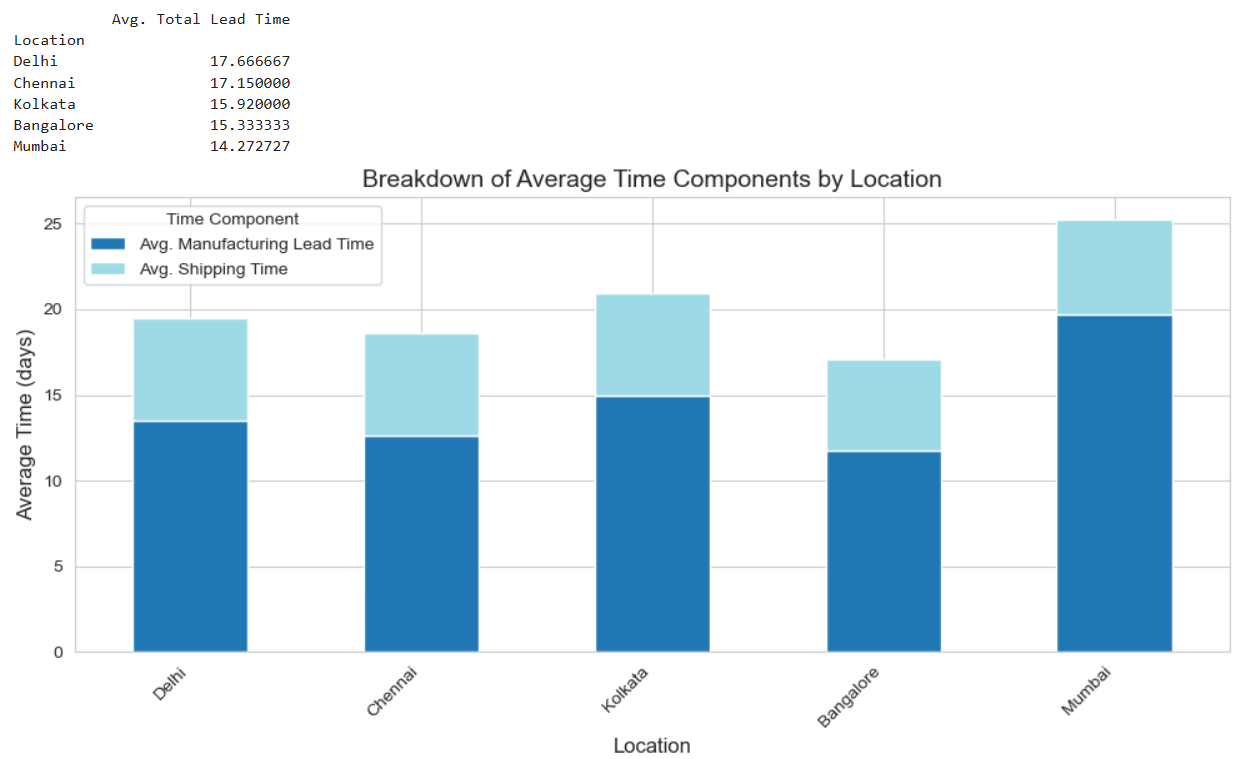 Avg. Total Lead Time
Location
Delhi 17.666667
Chennai 17.150000
Kolkata 15.920000
Bangalore 15.333333
Mumbai 14.272727
Breakdown of Average Time Components by Location
Time Component
Avg. Manufacturing Lead Time
Avg. Shipping Time
Average Time (days)
25
20
15
10
5
0
Delhi
Chennai
Kolkata
Bangalore
Mumbai
Location